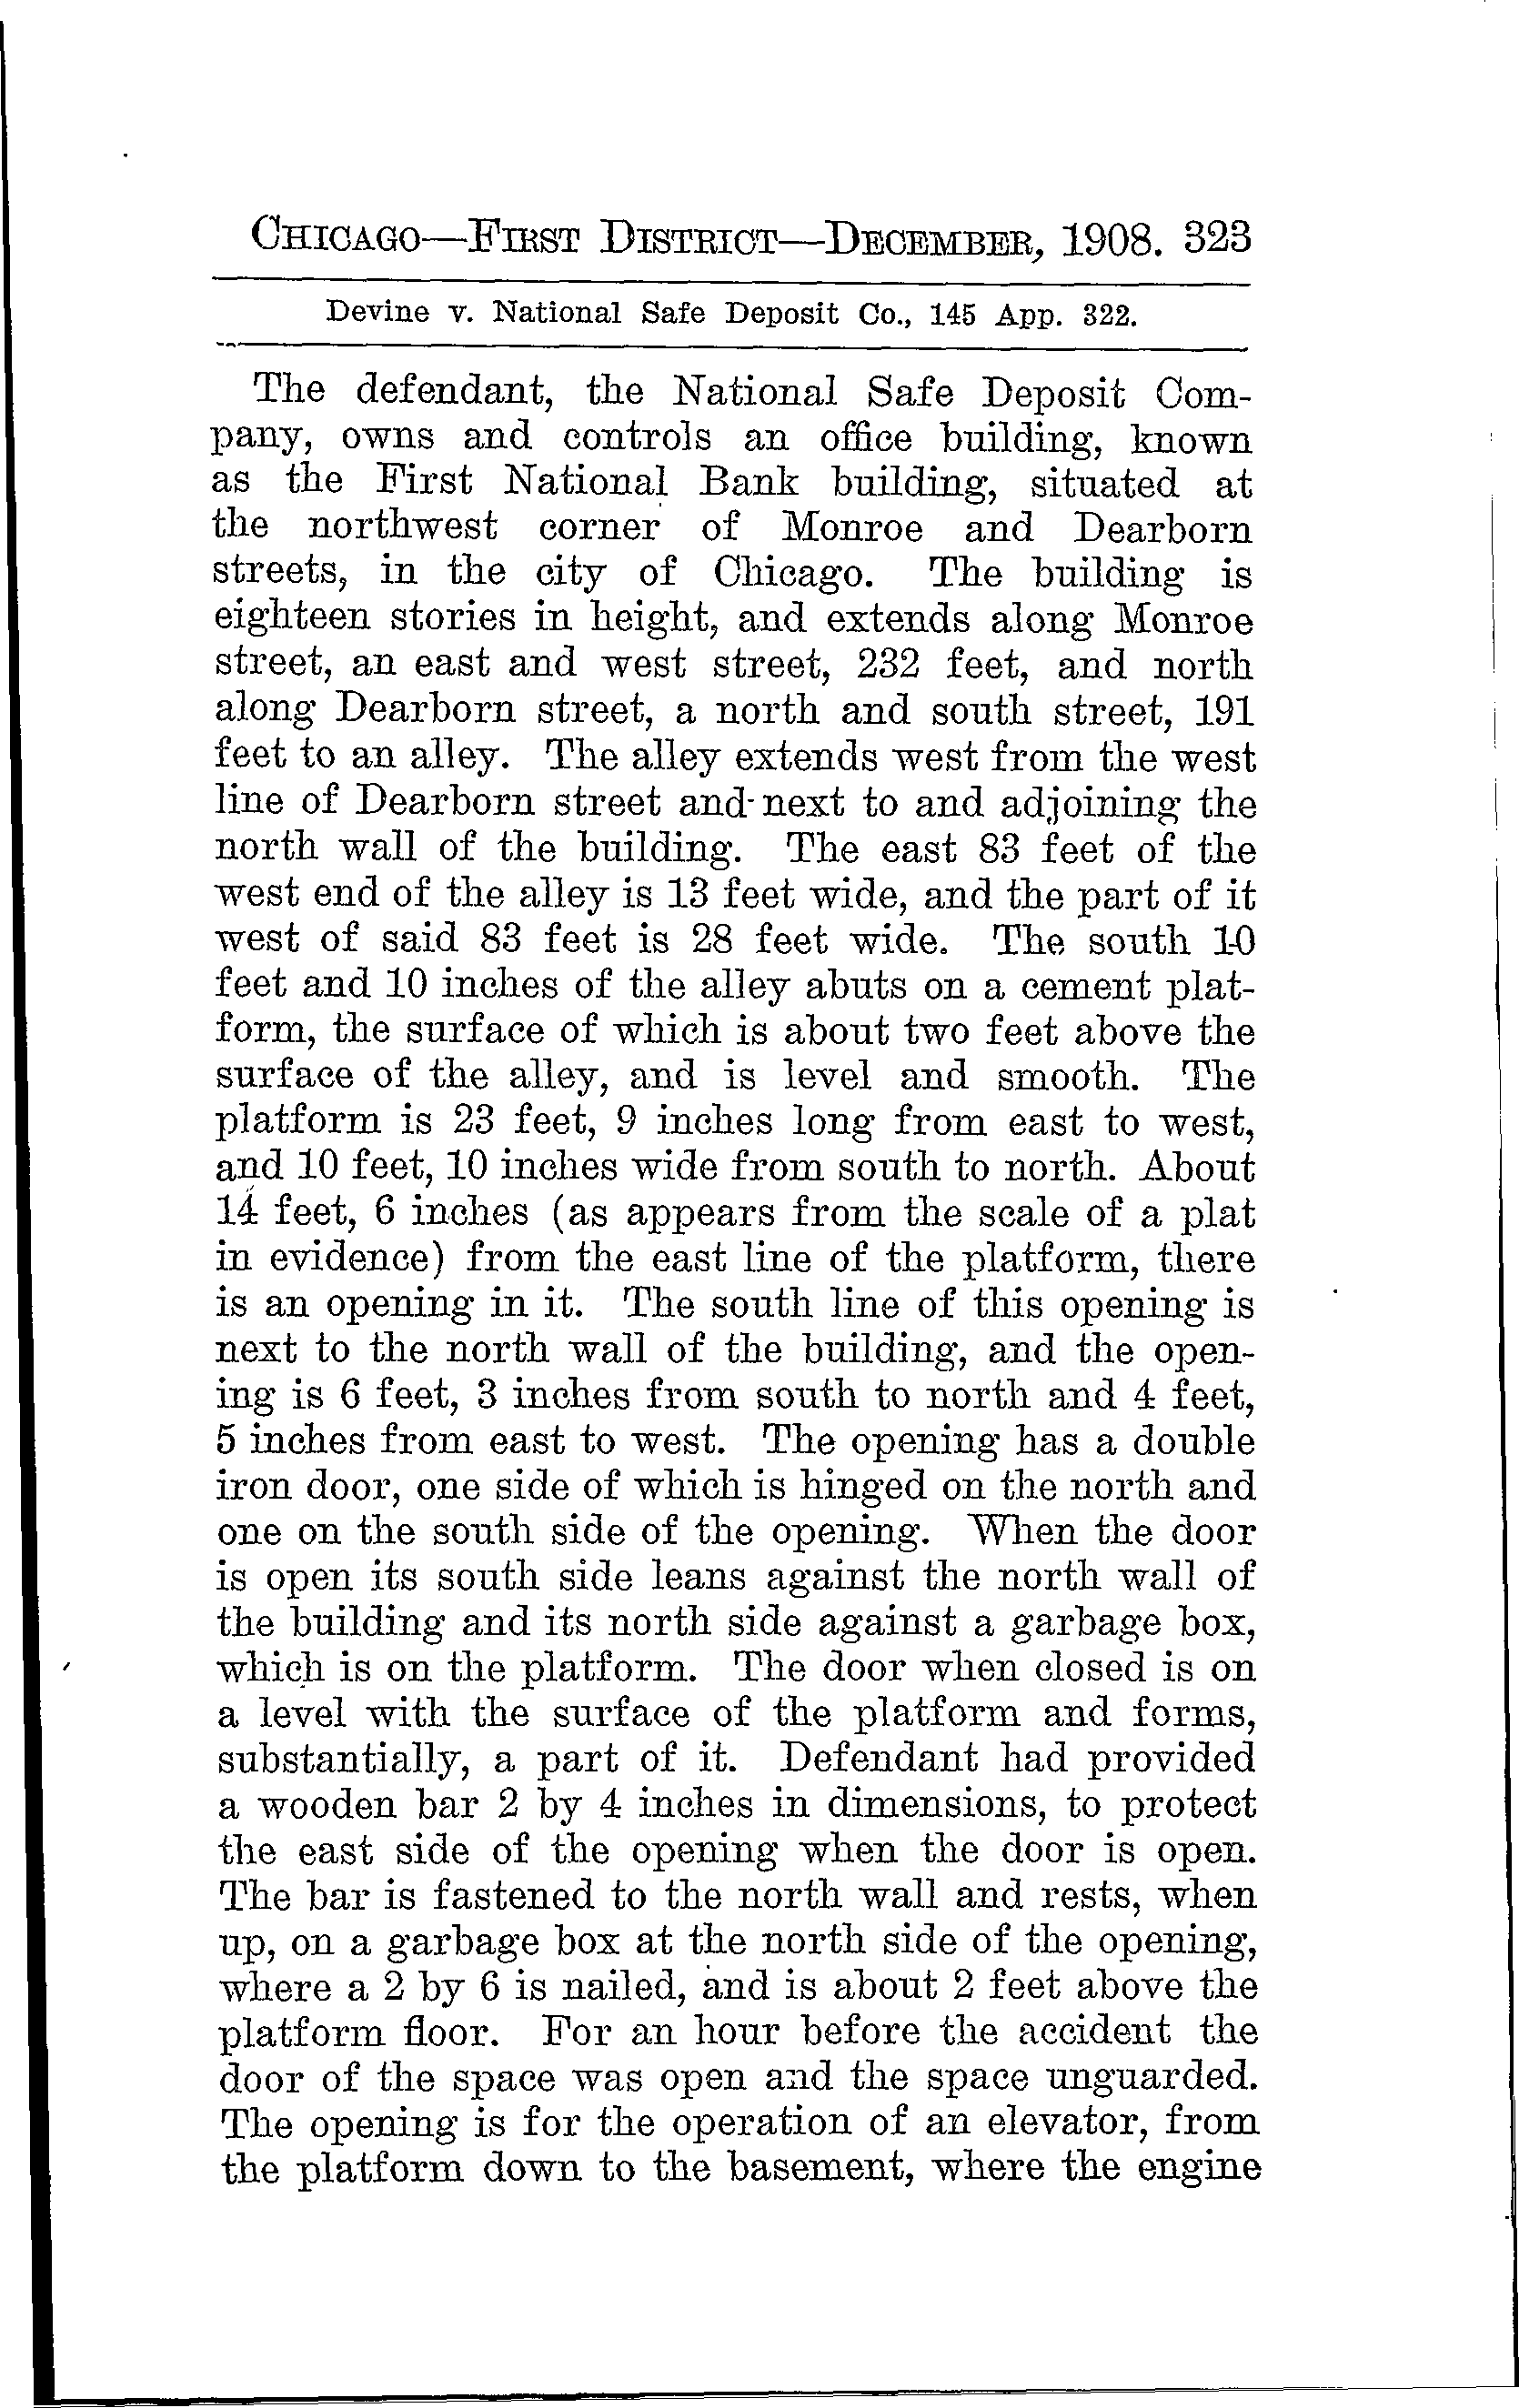 CHICAGO—FIRST DISTRICT—DECEMBER, 1908. 323
Devine v. National Safe Deposit Co., 145 App. 322.
The defendant, the National Safe Deposit Com-
pany, owns and controls an office building, known
as the First National Bank building, situated at
the northwest corner of Monroe and Dearborn
streets, in the city of Chicago. The building is
eighteen stories in height, and extends along Monroe
street, an east and west street, 232 feet, and north
along Dearborn street, a north and south street, 191
feet to an alley. The alley extends west from the west
line of Dearborn street and next to and adjoining the
north wall of the building. The east 83 feet of the
west end of the alley is 13 feet wide, and the part of it
west of said 83 feet is 28 feet wide. The south 10
feet and 10 inches of the alley abuts on a cement plat-
form, the surface of which is about two feet above the
surface of the alley, and is level and smooth. The
platform is 23 feet, 9 inches long from east to west,
and 10 feet, 10 inches wide from south to north. About
14 feet, 6 inches (as appears from the scale of a plat
in evidence) from the east line of the platform, there
is an opening in it. The south line of this opening is
next to the north wall of the building, and the open-
ing is 6 feet, 3 inches from south to north and 4 feet,
5 inches from east to west. The opening has a double
iron door, one side of which is hinged on the north and
one on the south side of the opening. When the door
is open its south side leans against the north wall of
the building and its north side against a garbage box,
which is on the platform. The door when closed is on
a level with the surface of the platform and forms,
substantially, a part of it. Defendant had provided
a wooden bar 2 by 4 inches in dimensions, to protect
the east side of the opening when the door is open.
The bar is fastened to the north wall and rests, when
up, on a garbage box at the north side of the opening,
where a 2 by 6 is nailed, and is about 2 feet above the
platform floor. For an hour before the accident the
door of the space was open and the space unguarded.
The opening is for the operation of an elevator, from
the platform down to the basement, where the engine